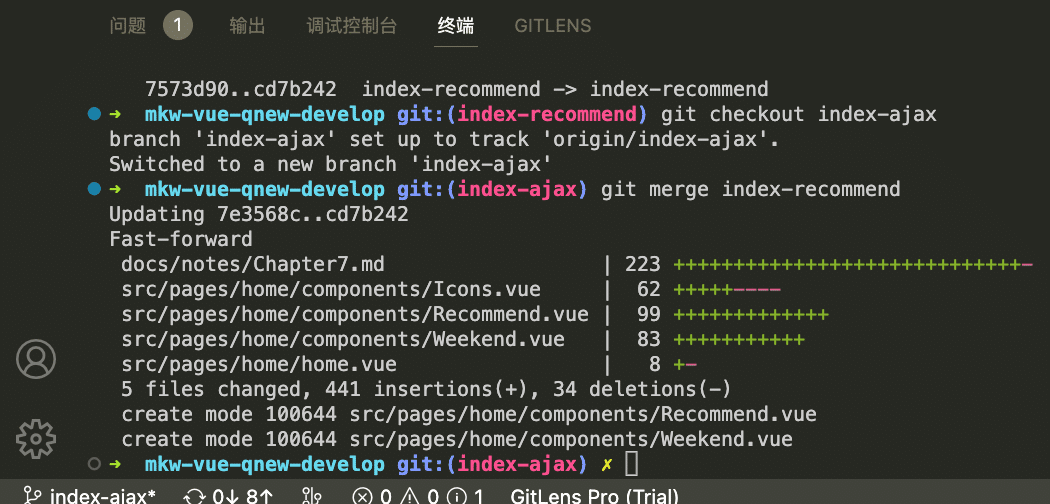 问题 1 输出 调试控制台 终端 GITLENS
7573d90..cd7b242  index-recommend -> index-recommend
➜  mkw-vue-qnew-develop git:(index-recommend) git checkout index-ajax
branch 'index-ajax' set up to track 'origin/index-ajax'.
Switched to a new branch 'index-ajax'
➜  mkw-vue-qnew-develop git:(index-ajax) git merge index-recommend
Updating 7e3568c..cd7b242
Fast-forward
 docs/notes/Chapter7.md                  | 223 +++++++++++++++++++++++++++++-
 src/pages/home/components/Icons.vue     |  62 +++++----
 src/pages/home/components/Recommend.vue |  99 +++++++++++++
 src/pages/home/components/Weekend.vue   |  83 +++++++++++
 src/pages/home/home.vue                 |   8 +-
 5 files changed, 441 insertions(+), 34 deletions(-)
 create mode 100644 src/pages/home/components/Recommend.vue
 create mode 100644 src/pages/home/components/Weekend.vue
➜  mkw-vue-qnew-develop git:(index-ajax) ✗
index-ajax* 0↓ 8↑ 0 0 1 GitLens Pro (Trial)